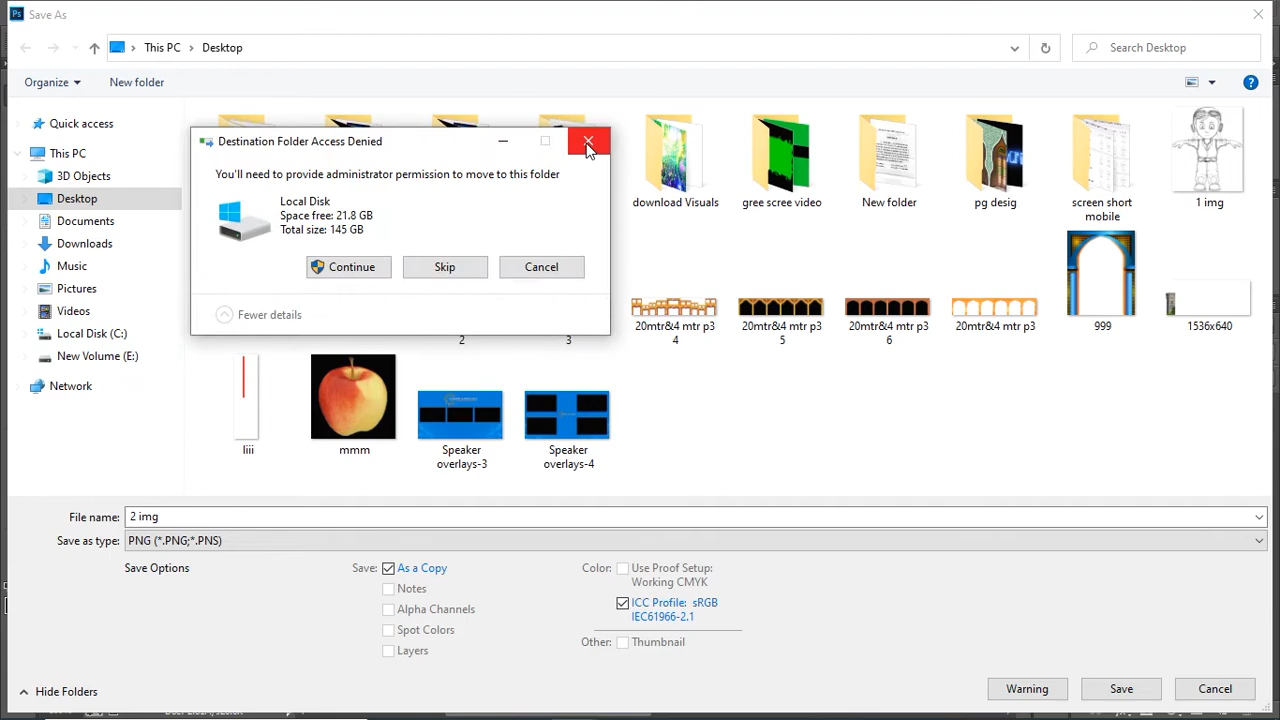 Ps Save As
This PC > Desktop
Search Desktop
Organize
New folder
?
Quick access
This PC
3D Objects
Desktop
Documents
Downloads
Music
Pictures
Videos
Local Disk (C:)
New Volume (E:)
Network
Destination Folder Access Denied
You'll need to provide administrator permission to move to this folder
Local Disk
Space free: 21.8 GB
Total size: 145 GB
Continue
Skip
Cancel
Fewer details
download Visuals
gree scree video
New folder
pg desig
screen short
mobile
1 img
2
3
20mtr&4 mtr p3
4
20mtr&4 mtr p3
5
20mtr&4 mtr p3
6
20mtr&4 mtr p3
999
1536x640
liii
mmm
Speaker
overlays-3
Speaker
overlays-4
File name: 2 img
Save as type: PNG (*.PNG;*.PNS)
Save Options
Save: As a Copy
Notes
Alpha Channels
Spot Colors
Layers
Color: Use Proof Setup:
Working CMYK
ICC Profile: sRGB
IEC61966-2.1
Other: Thumbnail
Hide Folders
Warning
Save
Cancel